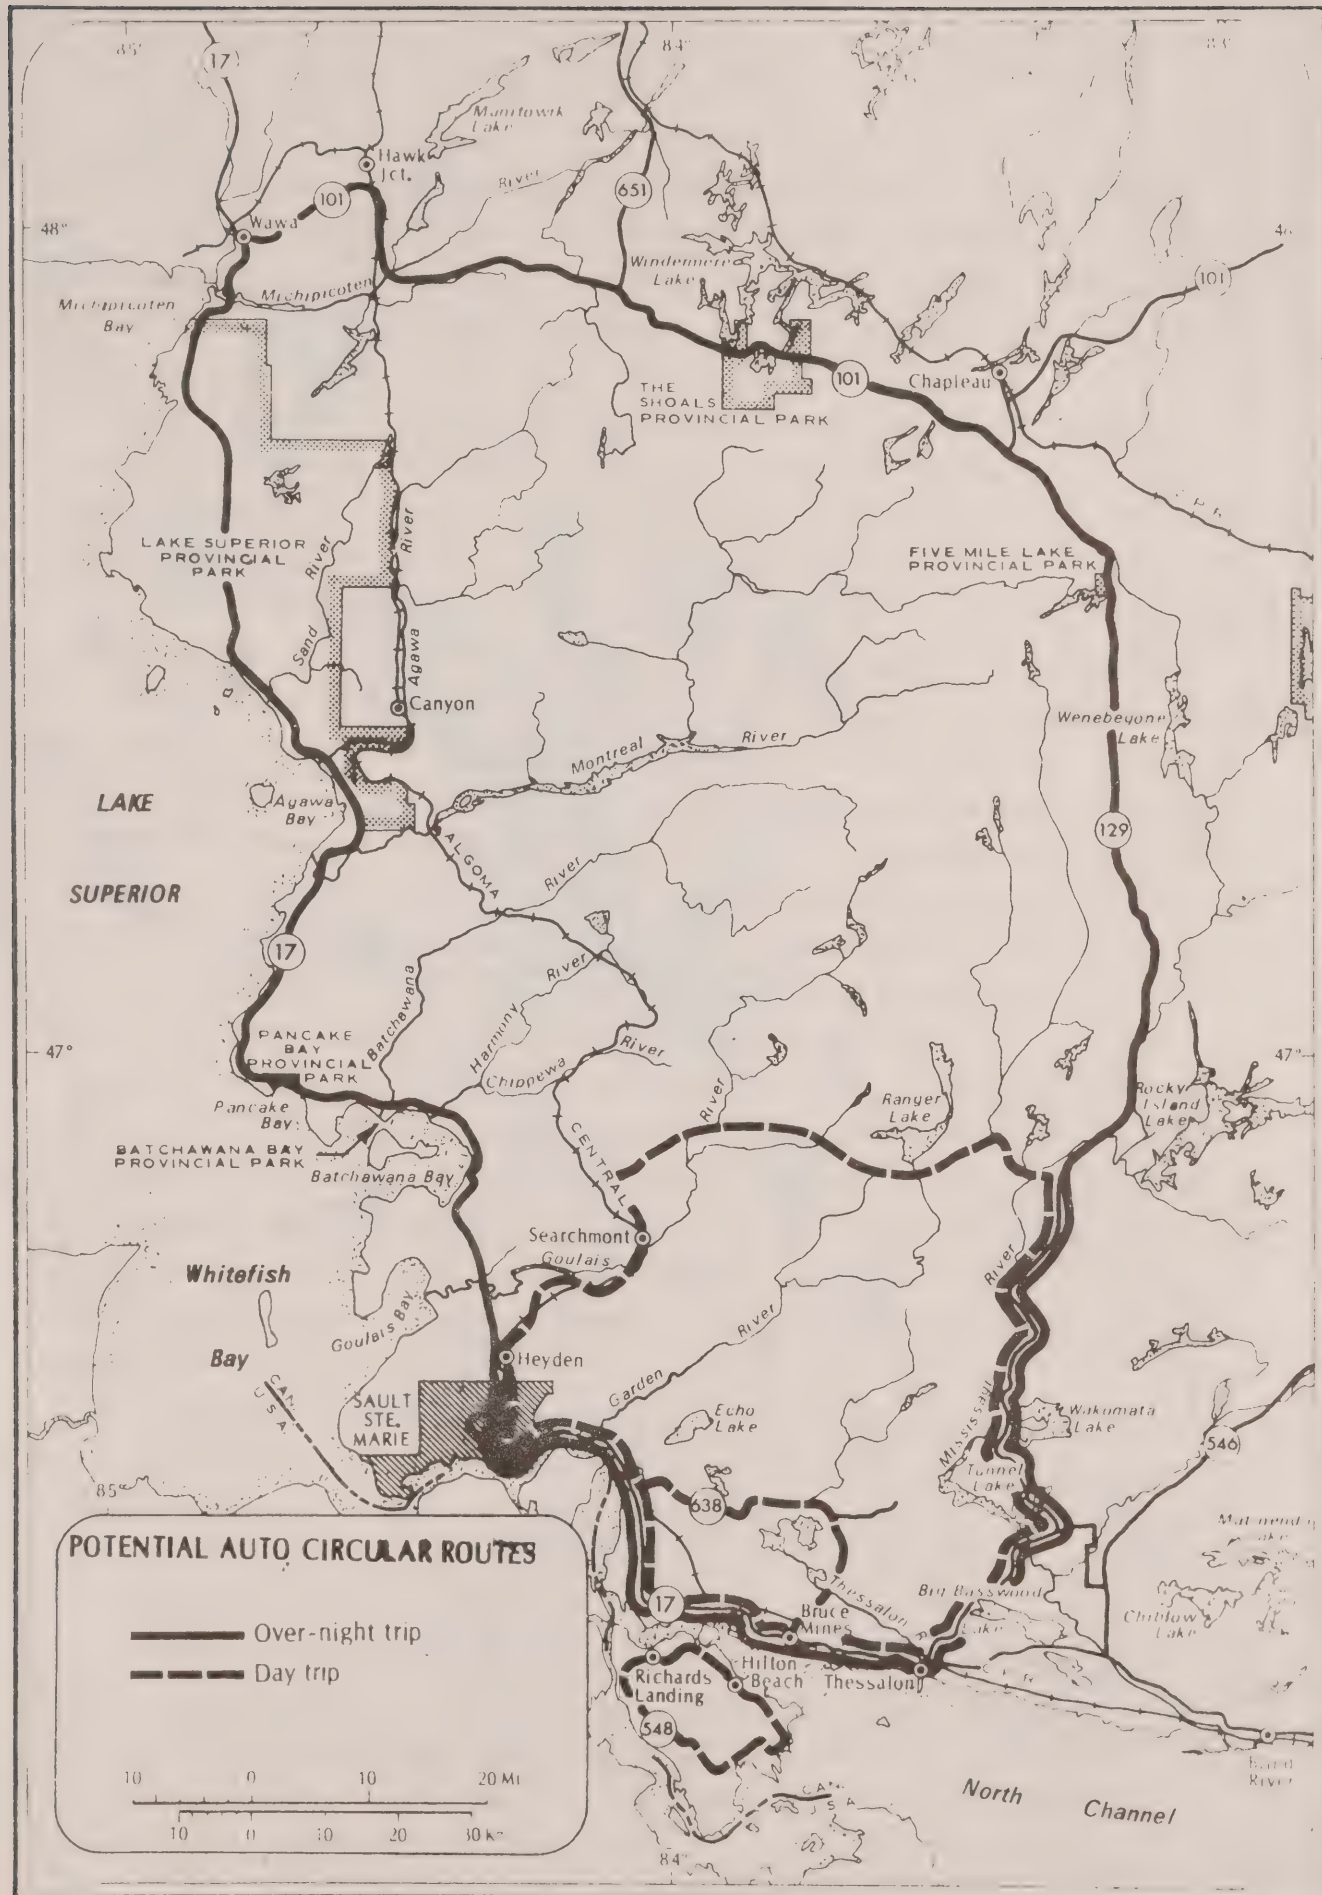 85°
84°
83°
17
Manitowik
Lake
Hawk
Jct.
River
651
101
Wawa
48°
Windermere
Lake
101
Michipicoten
Michipicoten
Bay
101
Chapleau
THE
SHOALS
PROVINCIAL PARK
River
LAKE SUPERIOR
PROVINCIAL
PARK
River
FIVE MILE LAKE
PROVINCIAL PARK
Sand
Agawa
Canyon
Wenebegone
Lake
Montreal
River
LAKE
Agawa
Bay
129
ALGOMA
River
SUPERIOR
17
Batchawana
River
Harmony
PANCAKE
BAY
PROVINCIAL
PARK
River
47°
47°
Chippewa
River
Rocky
Island
Lake
Pancake
Bay
Ranger
Lake
CENTRAL
BATCHAWANA BAY
PROVINCIAL PARK
Batchawana Bay
Searchmont
Goulais
River
Whitefish
Goulais Bay
River
Bay
Heyden
CAN.
U.S.A.
Garden
SAULT
STE.
MARIE
Echo
Lake
Mississagi
Wakomata
Lake
546
Tunnel
Lake
85°
638
POTENTIAL AUTO CIRCULAR ROUTES
Over-night trip
Day trip
10 0 10 20 Mi
10 0 10 20 30 K
17
Bruce
Mines
Thessalon R
Big Basswood
Lake
Chiblow
Lake
Richards
Landing
Hilton
Beach
Thessalon
548
CAN.
U.S.A.
North Channel
River
84°